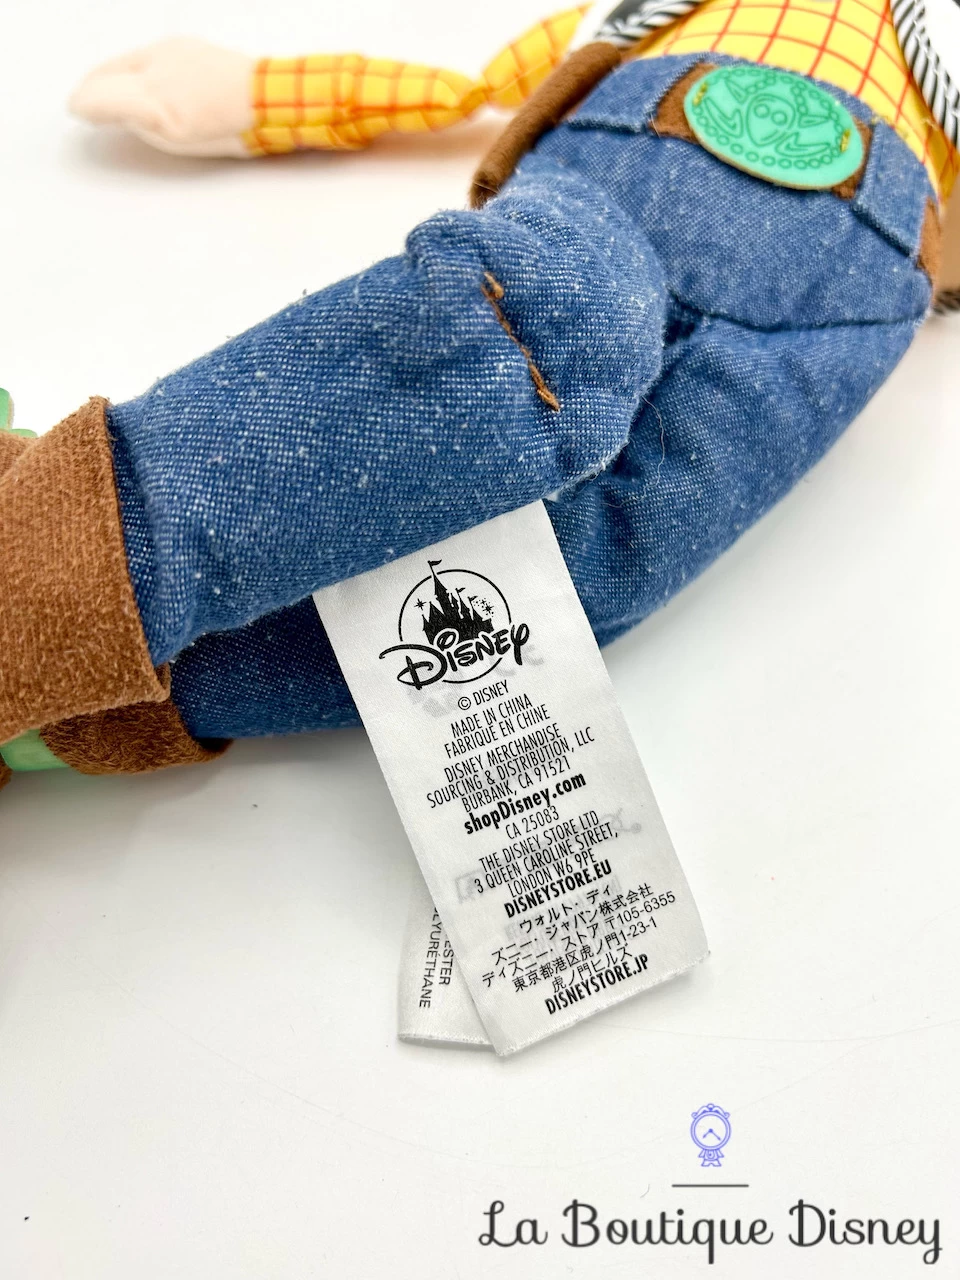 Disney
© DISNEY
MADE IN CHINA
FABRIQUÉ EN CHINE
DISNEY MERCHANDISE
SOURCING & DISTRIBUTION, LLC
BURBANK, CA 91521
shopDisney.com
CA 25083
THE DISNEY STORE LTD
3 QUEEN CAROLINE STREET,
LONDON W6 9PE
DISNEYSTORE.EU
ウォルト・ディ
ズニー・ジャパン株式会社
ディズニー・ストア 〒105-6355
東京都港区虎ノ門1-23-1
虎ノ門ヒルズ
DISNEYSTORE.JP
La Boutique Disney